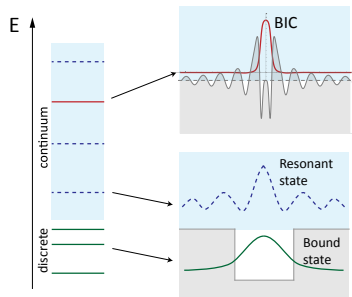 E
BIC
continuum
Resonant
state
discrete
Bound
state